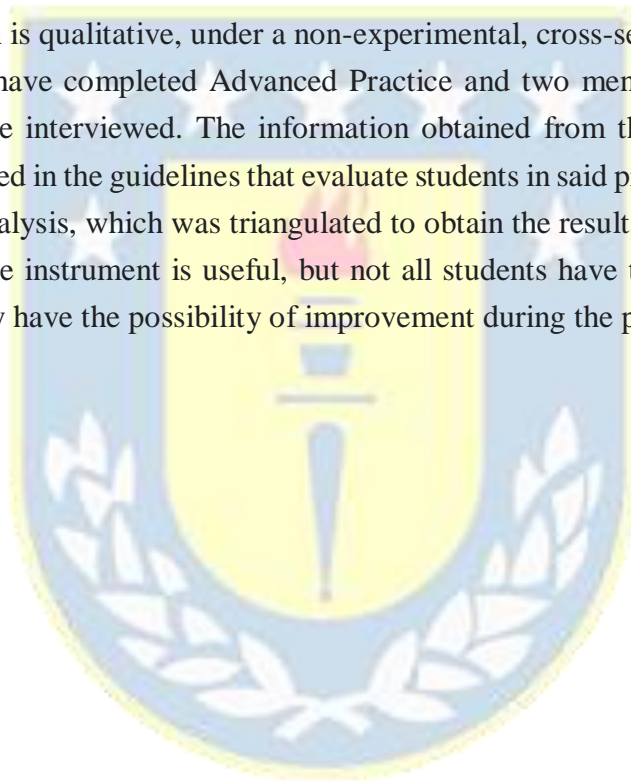 is qualitative, under a non-experimental, cross-se
have completed Advanced Practice and two men
e interviewed. The information obtained from th
ed in the guidelines that evaluate students in said p
alysis, which was triangulated to obtain the result
e instrument is useful, but not all students have t
have the possibility of improvement during the p